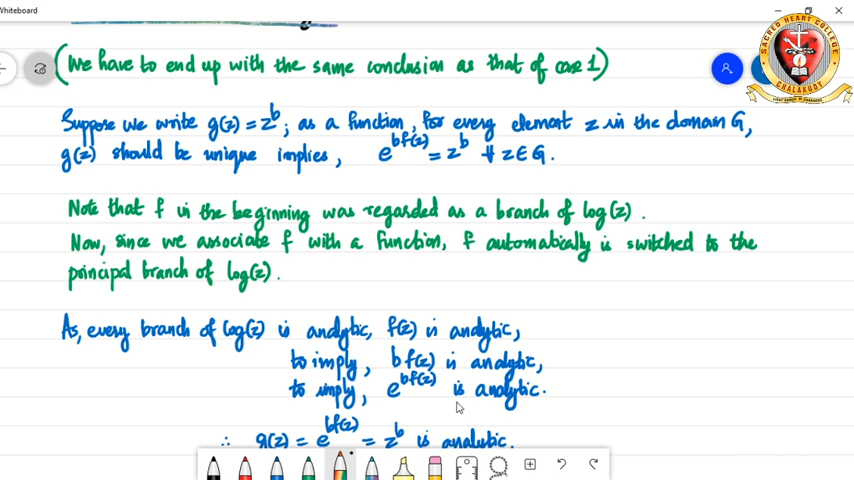 Whiteboard
(We have to end up with the same conclusion as that of case 1)
SACRED HEART COLLEGE
CHALAKUDY
Suppose we write g(z) = z^b; as a function, for every element z in the domain G,
g(z) should be unique implies, e^{bf(z)} = z^b ∀ z ∈ G.
Note that f in the beginning was regarded as a branch of log(z).
Now, since we associate f with a function, f automatically is switched to the
principal branch of log(z).
As, every branch of log(z) is analytic, f(z) is analytic,
to imply, bf(z) is analytic,
to imply, e^{bf(z)} is analytic.
∴ g(z) = e^{bf(z)} = z^b is analytic.